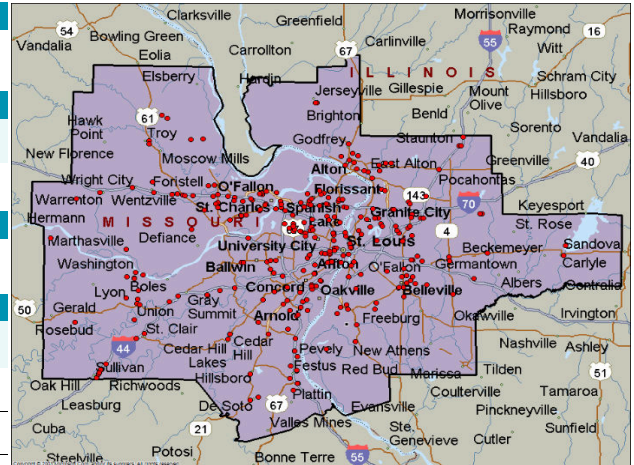 Clarksville
Morrisonville
54
Greenfield
Raymond
16
Bowling Green
Carlinville
Vandalia
Eolia
Carrollton
67
55
Witt
Elsberry
Hardin
ILLINOIS
Schram City
Jerseyville
Gillespie
Mount
Olive
Hillsboro
61
Brighton
Benld
Hawk
Point
Troy
Godfrey
Staunton
Sorento
Vandalia
New Florence
Moscow Mills
Alton
East Alton
Greenville
40
Wright City
Foristell
O'Fallon
Florissant
Pocahontas
Warrenton
Wentzville
St. Charles
Spanish
Lake
143
70
Keyesport
Hermann
MISSOURI
Granite City
St. Rose
Marthasville
Defiance
University City
St. Louis
4
Beckemeyer
Sandova
Washington
Ballwin
Afton
O'Fallon
Germantown
Carlyle
Lyon
Boles
Concord
Oakville
Belleville
Albers
Centralia
50
Gerald
Union
Gray
Summit
Arnold
Freeburg
Okawville
Irvington
Rosebud
St. Clair
44
Cedar Hill
Lakes
Cedar
Hill
Pevely
New Athens
Nashville
Ashley
Sullivan
Hillsboro
Festus
Red Bud
Marissa
Tilden
51
Oak Hill
Richwoods
Plattin
Coulterville
Tamaroa
Leasburg
De Soto
67
Evansville
Pinckneyville
Cuba
21
Valles Mines
Ste.
Genevieve
Cutler
Sunfield
Steelville
Potosi
Bonne Terre
55